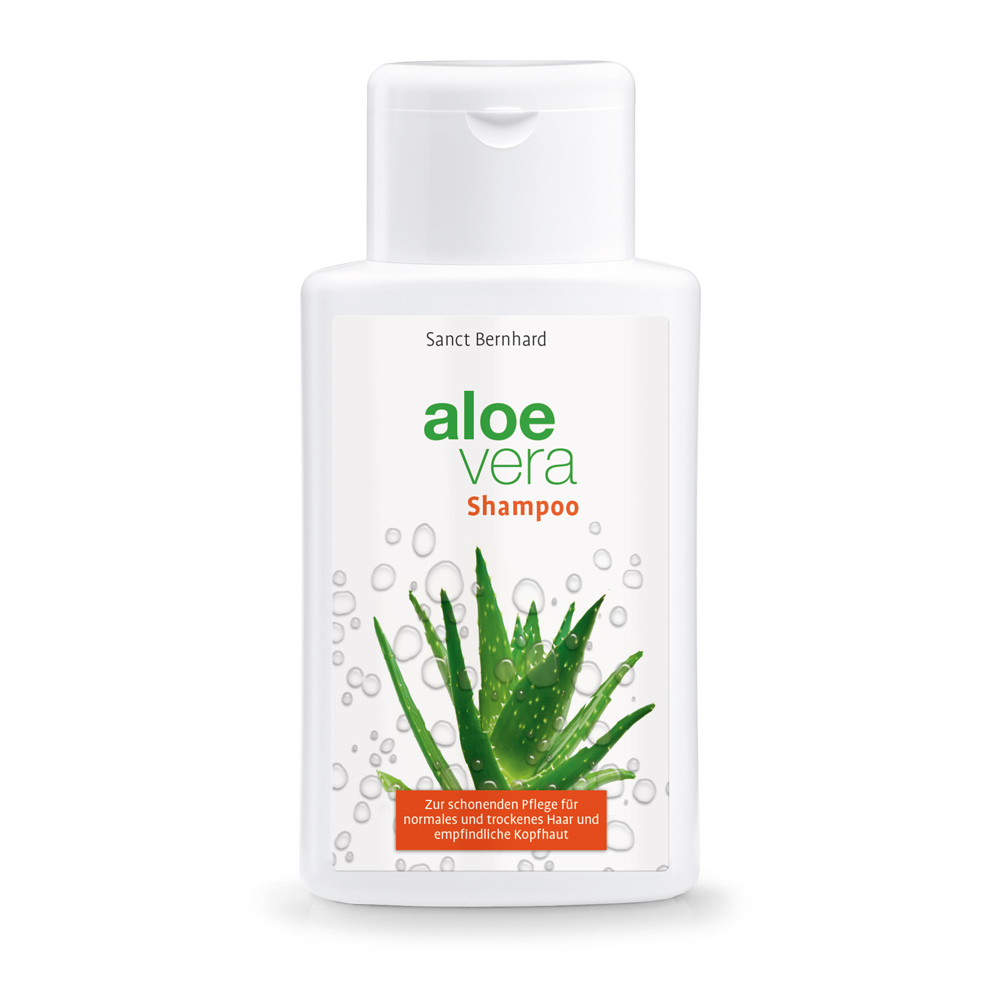 Sanct Bernhard
aloe
vera
Shampoo
Zur schonenden Pflege für
normales und trockenes Haar und
empfindliche Kopfhaut